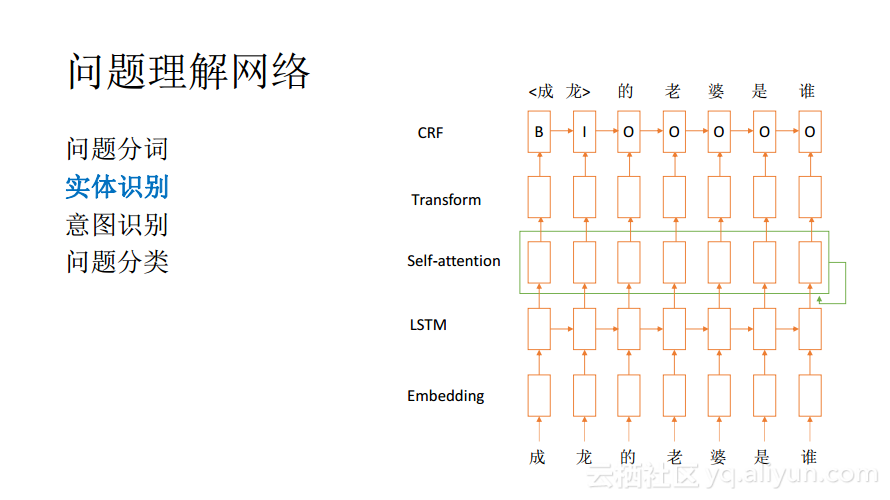 问题理解网络
问题分词
实体识别
意图识别
问题分类
<成 龙> 的 老 婆 是 谁
CRF B I O O O O O
Transform
Self-attention
LSTM
Embedding
成 龙 的 老 婆 是 谁
云栖社区 yq.aliyun.com